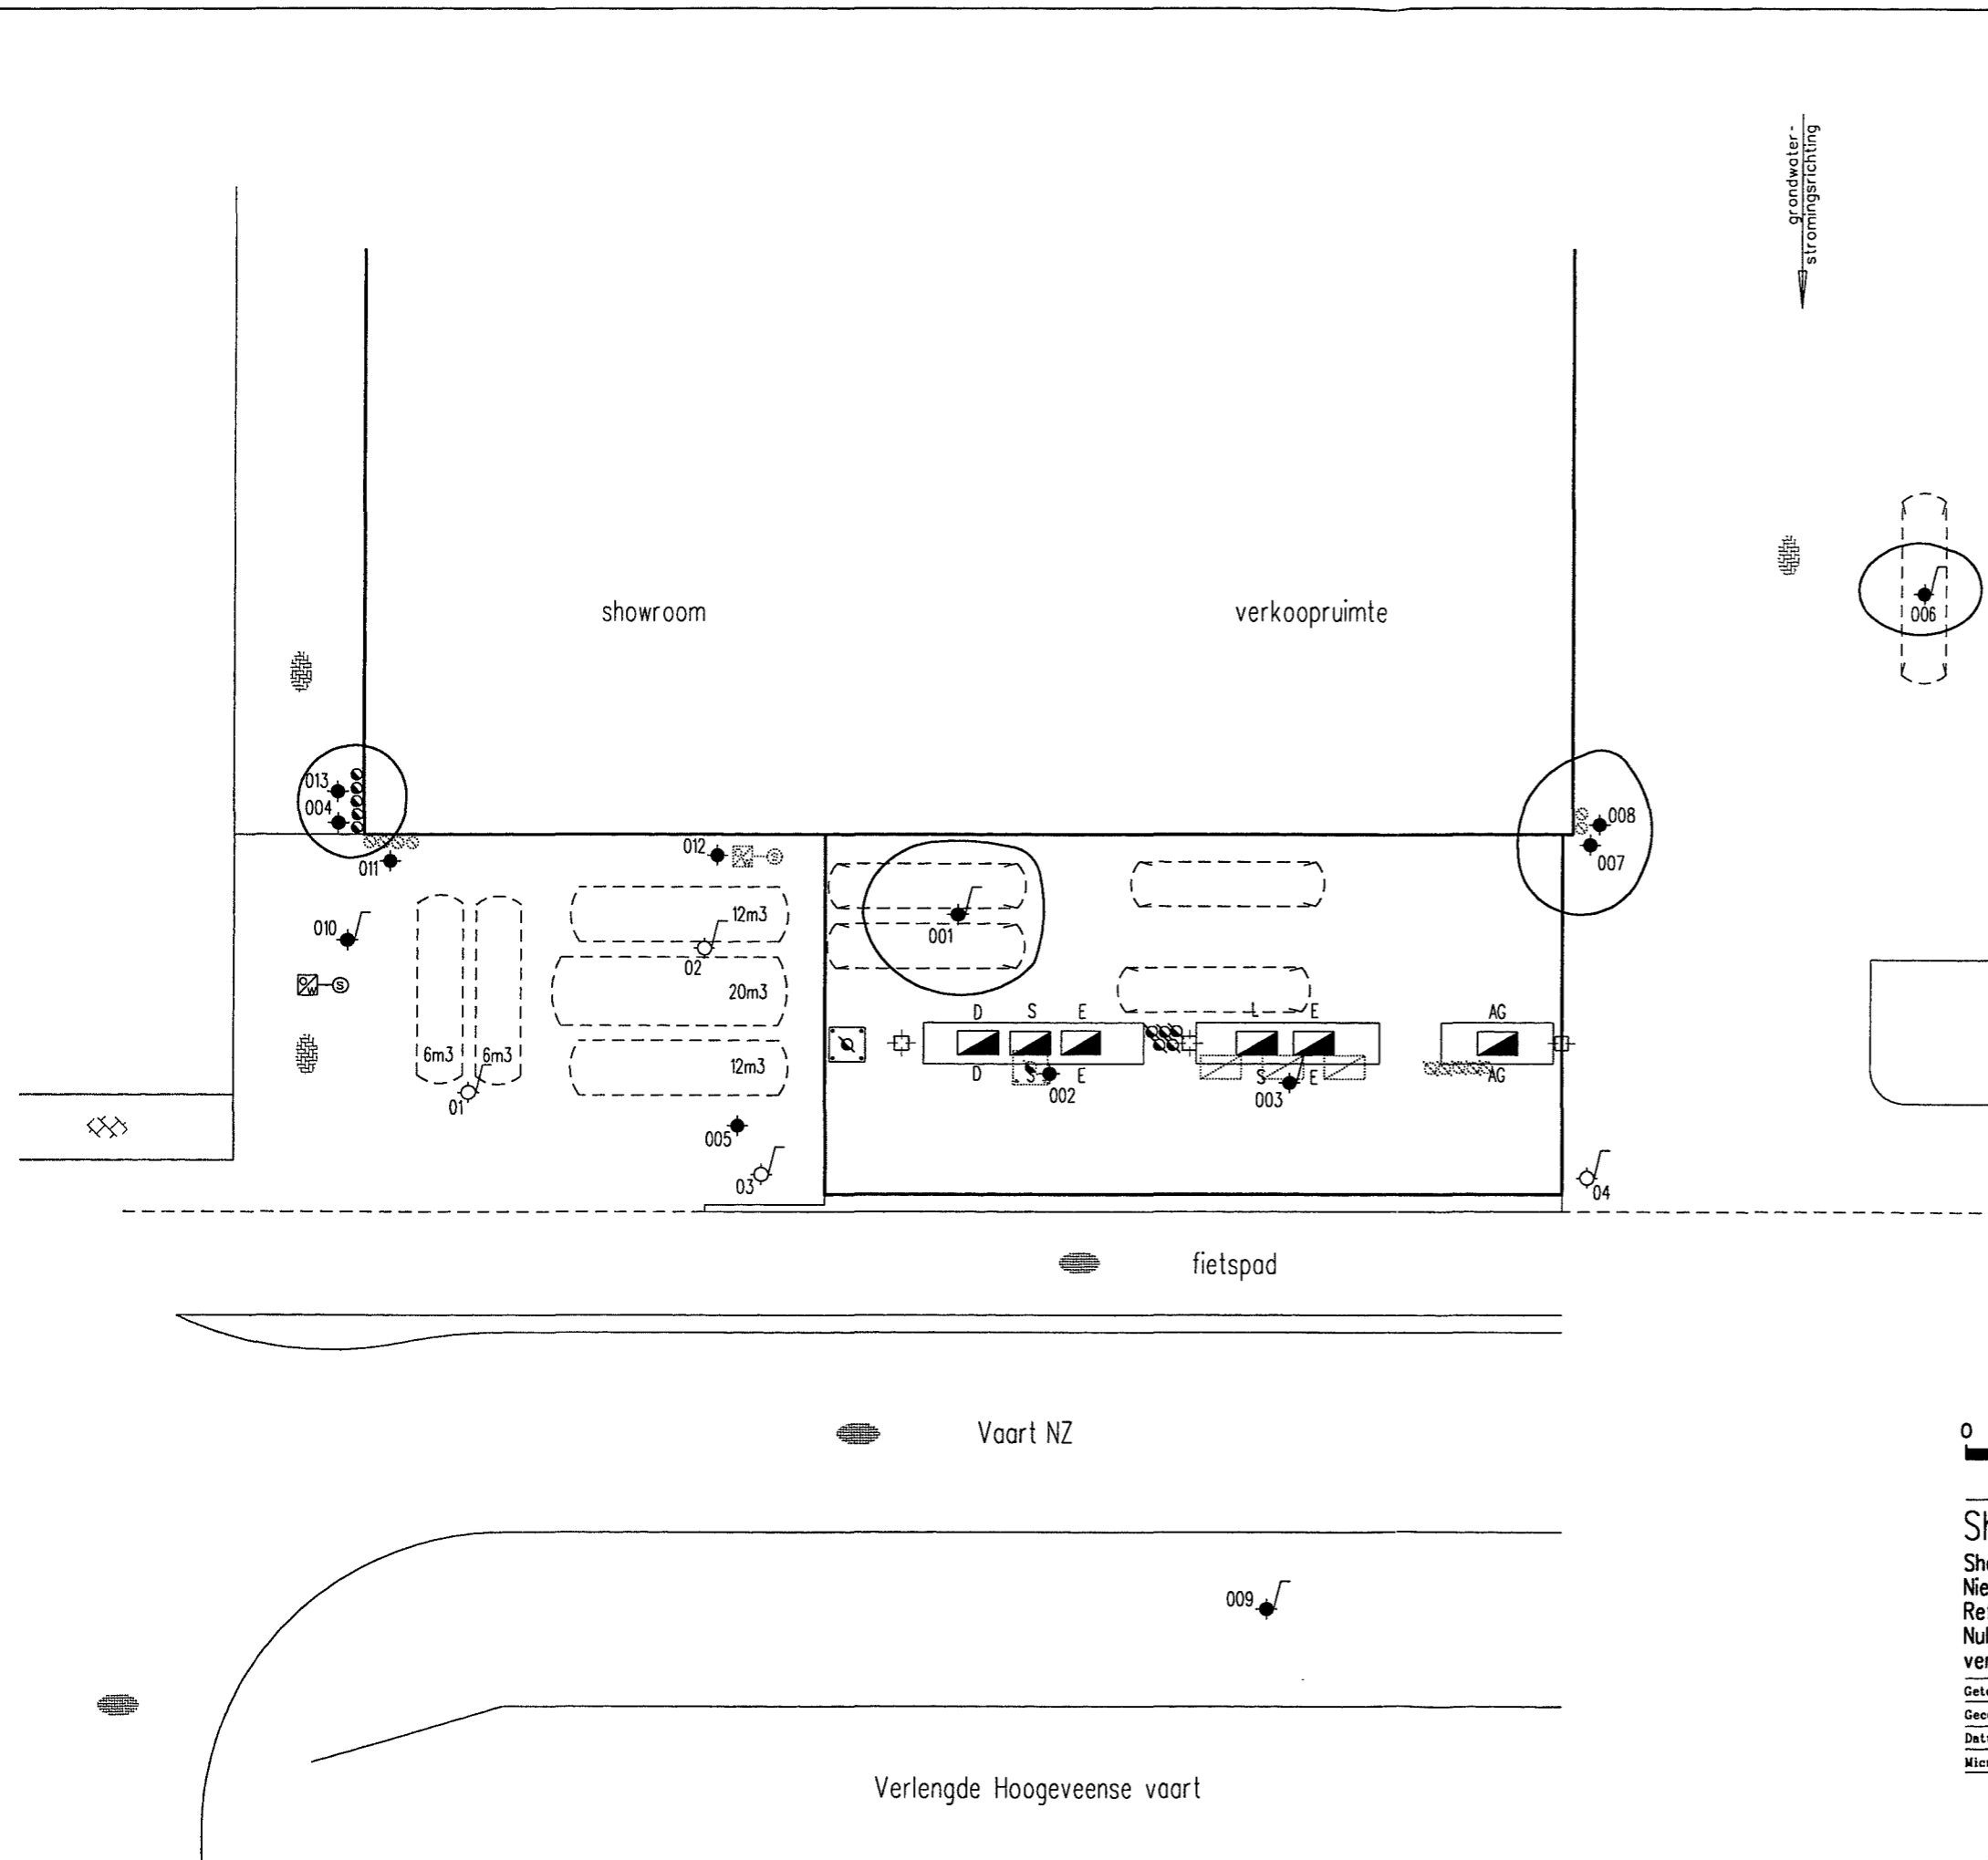 grondwater-
stromingsrichting
showroom
verkoopruimte
006
013
004
008
007
011
012
010
12m3
02
001
20m3
D S E
L E
AG
O/W S
6m3 6m3
12m3
D S E
S E
AG
01
002
003
005
03
04
fietspad
Vaart NZ
0
009
Verlengde Hoogeveense vaart